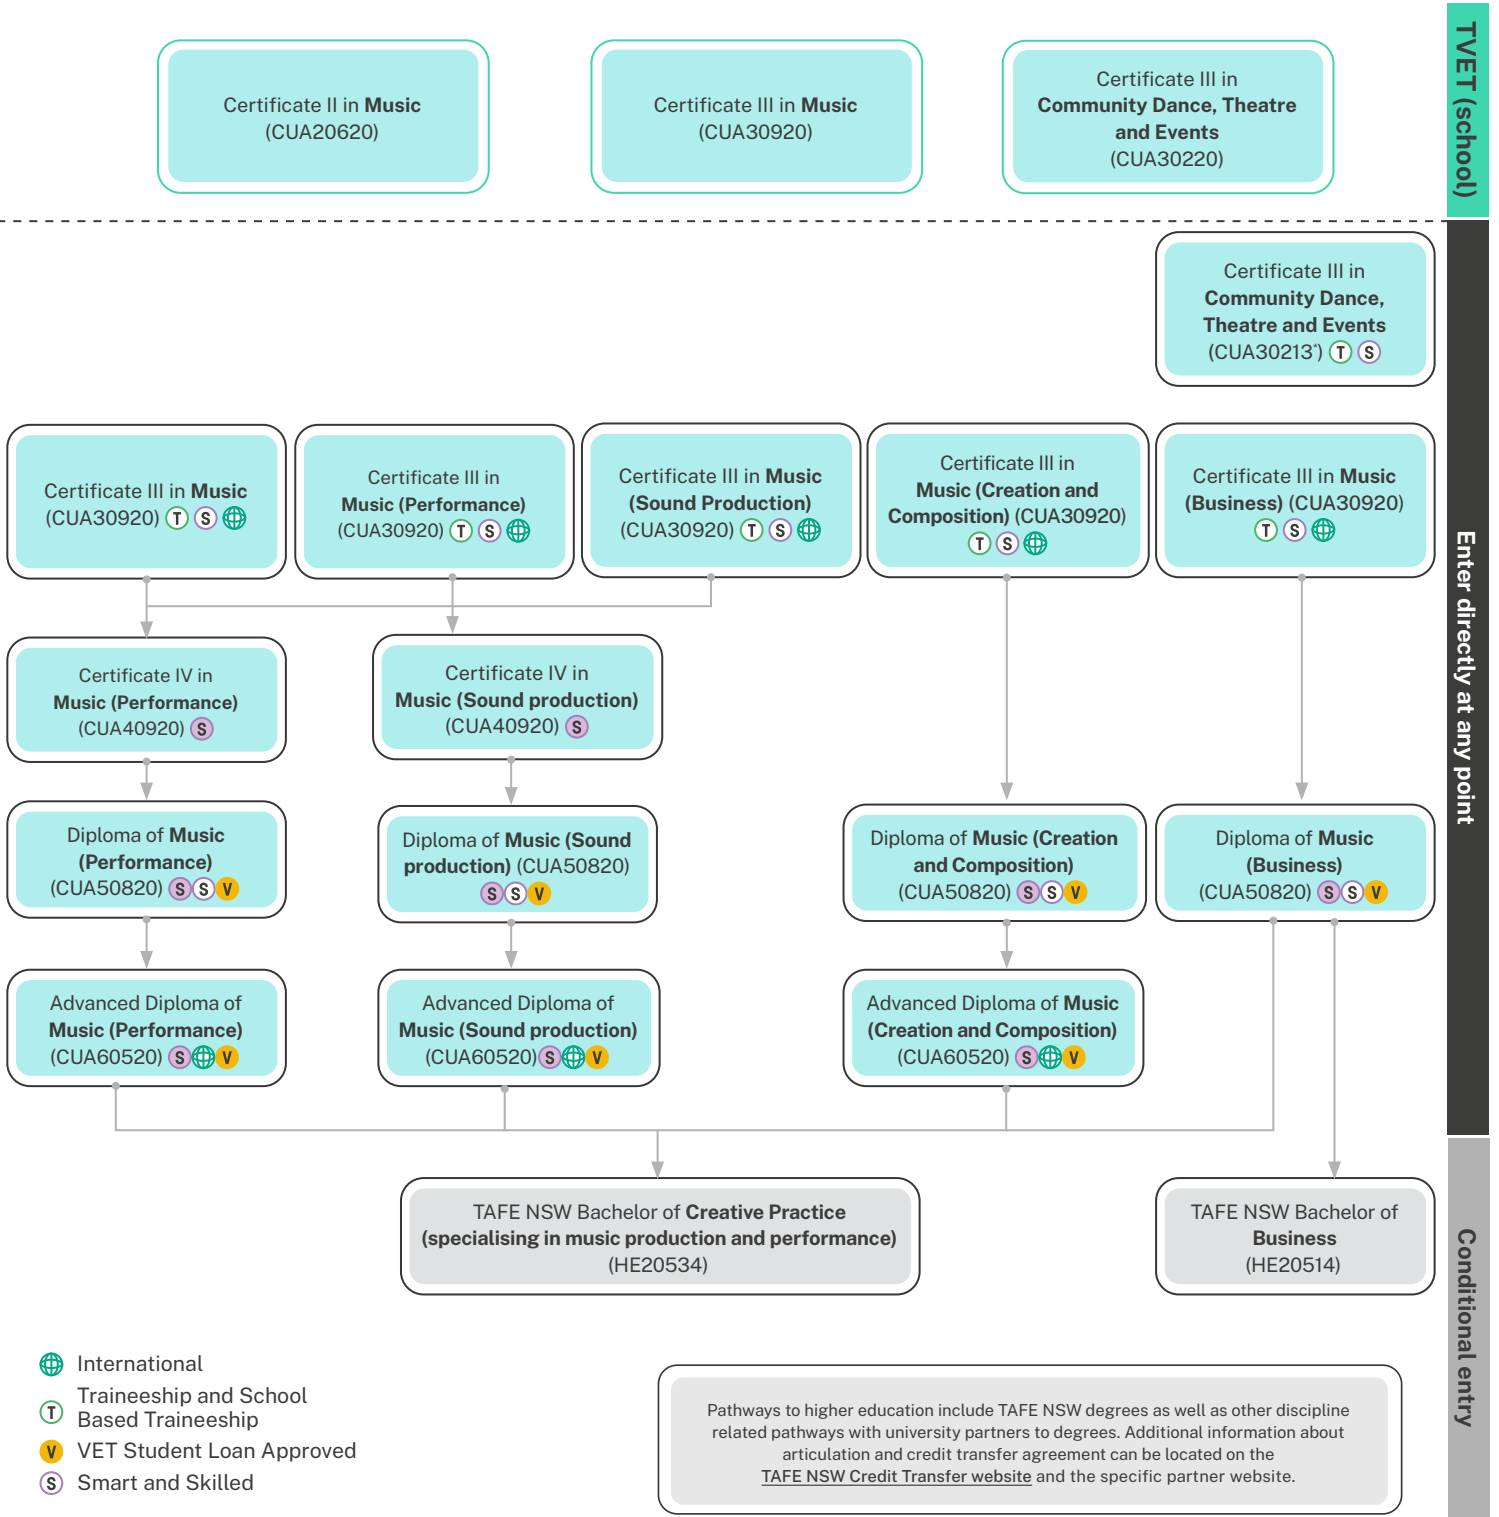 TVET (school)
Certificate II in Music
(CUA20620)
Certificate III in Music
(CUA30920)
Certificate III in
Community Dance, Theatre
and Events
(CUA30220)
Enter directly at any point
Certificate III in
Community Dance,
Theatre and Events
(CUA30213*) T S
Certificate III in Music
(CUA30920) T S
Certificate III in
Music (Performance)
(CUA30920) T S
Certificate III in Music
(Sound Production)
(CUA30920) T S
Certificate III in
Music (Creation and
Composition) (CUA30920)
T S
Certificate III in Music
(Business) (CUA30920)
T S
Certificate IV in
Music (Performance)
(CUA40920) S
Certificate IV in
Music (Sound production)
(CUA40920) S
Diploma of Music
(Performance)
(CUA50820) S S V
Diploma of Music (Sound
production) (CUA50820)
S S V
Diploma of Music (Creation
and Composition)
(CUA50820) S S V
Diploma of Music
(Business)
(CUA50820) S S V
Advanced Diploma of
Music (Performance)
(CUA60520) S V
Advanced Diploma of
Music (Sound production)
(CUA60520) S V
Advanced Diploma of Music
(Creation and Composition)
(CUA60520) S V
Conditional entry
TAFE NSW Bachelor of Creative Practice
(specialising in music production and performance)
(HE20534)
TAFE NSW Bachelor of
Business
(HE20514)
International
T Traineeship and School
Based Traineeship
V VET Student Loan Approved
S Smart and Skilled
Pathways to higher education include TAFE NSW degrees as well as other discipline
related pathways with university partners to degrees. Additional information about
articulation and credit transfer agreement can be located on the
TAFE NSW Credit Transfer website and the specific partner website.